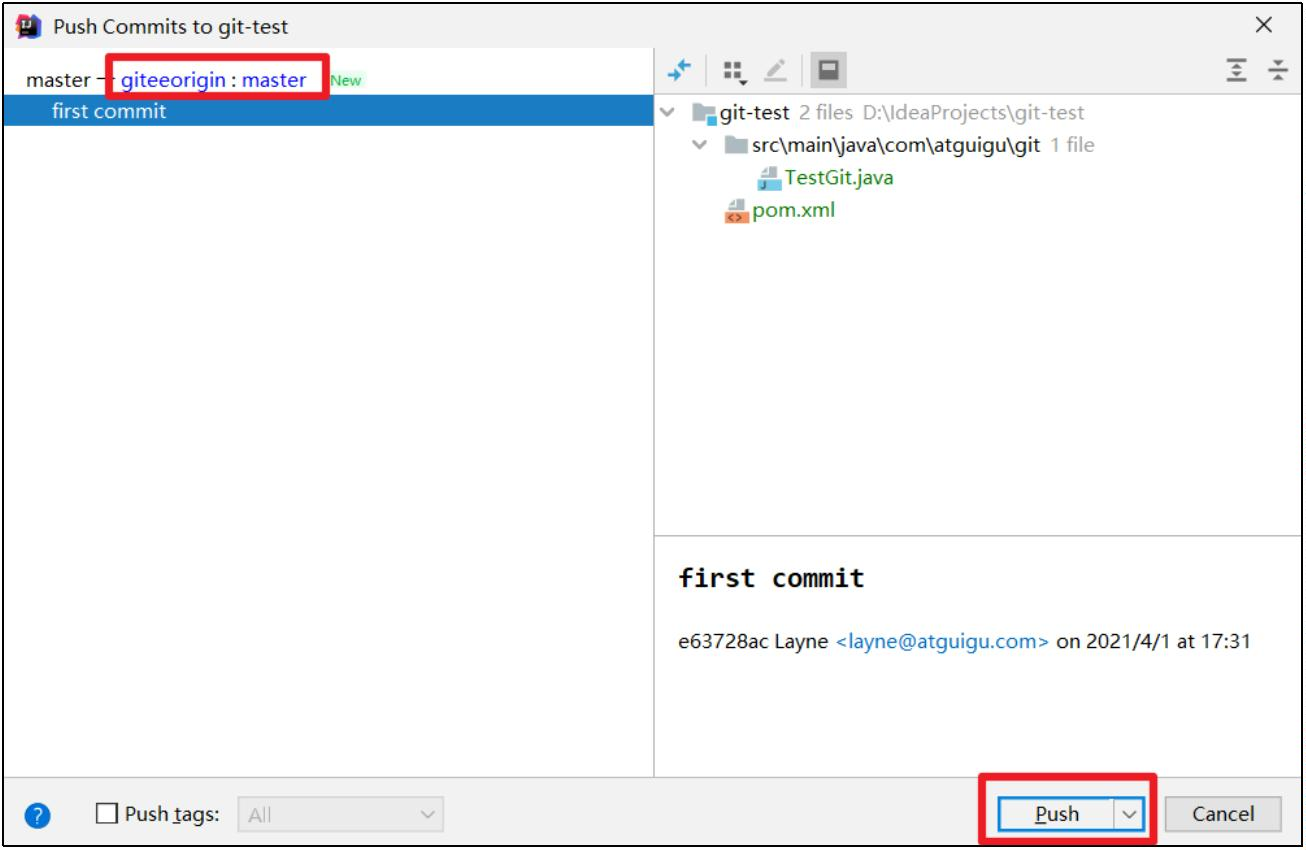 Push Commits to git-test
master → giteeorigin : master New
first commit
git-test 2 files D:\IdeaProjects\git-test
src\main\java\com\atguigu\git 1 file
TestGit.java
pom.xml
first commit
e63728ac Layne <layne@atguigu.com> on 2021/4/1 at 17:31
? Push tags: All Push Cancel